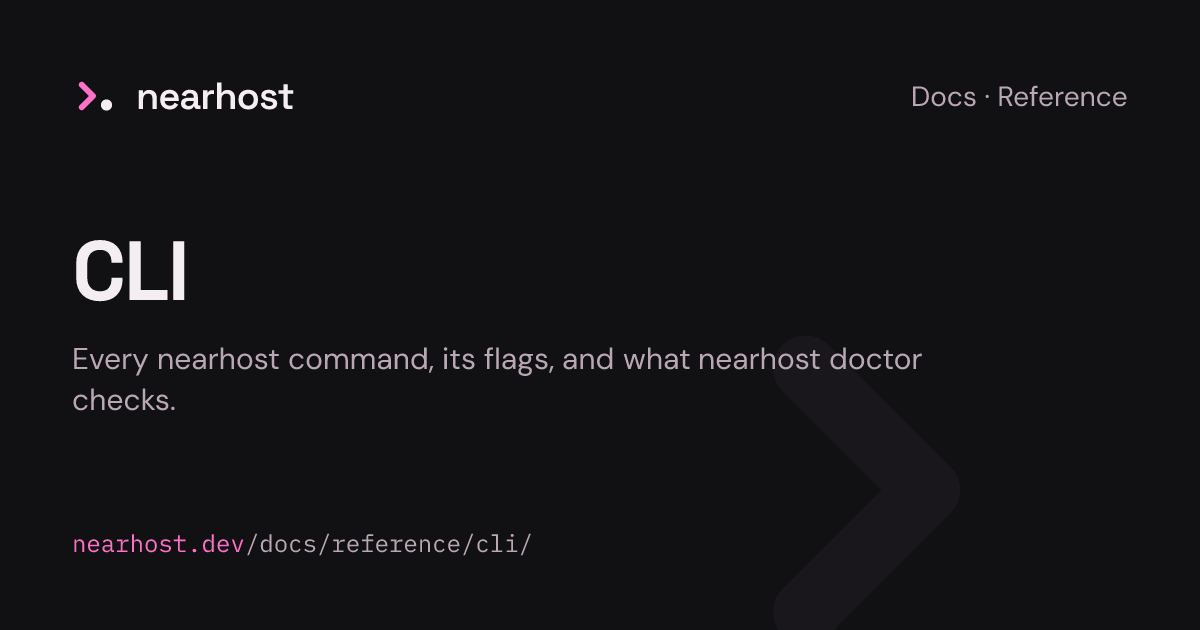 nearhost
Docs · Reference
CLI
Every nearhost command, its flags, and what nearhost doctor
checks.
nearhost.dev/docs/reference/cli/